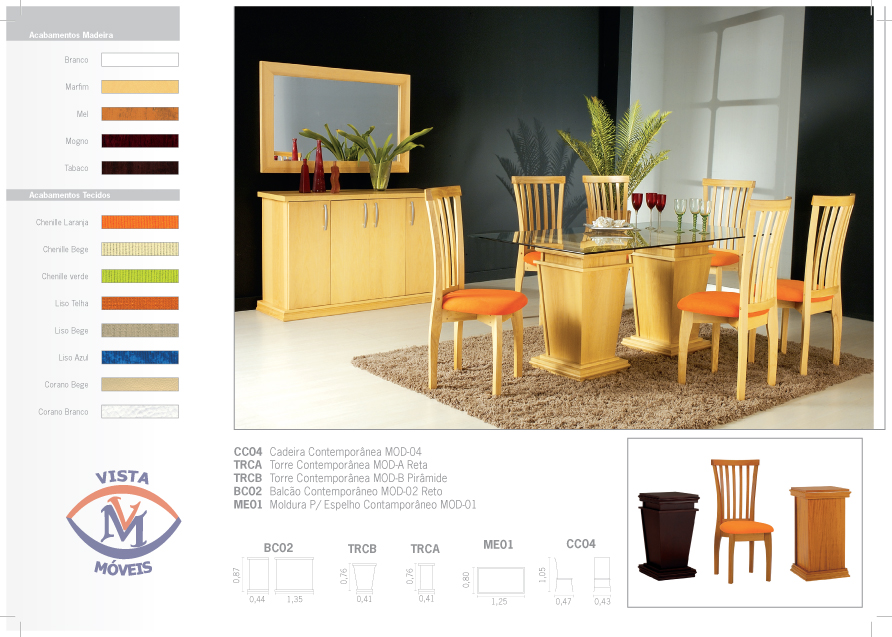 Acabamentos Madeira
Branco
Marfim
Mel
Mogno
Tabaco
Acabamentos Tecidos
Chenille Laranja
Chenille Bege
Chenille verde
Liso Telha
Liso Bege
Liso Azul
Corano Bege
Corano Branco
VISTA
VM
MÓVEIS
CC04 Cadeira Contemporânea MOD-04
TRCA Torre Contemporânea MOD-A Reta
TRCB Torre Contemporânea MOD-B Pirâmide
BC02 Balcão Contemporâneo MOD-02 Reto
ME01 Moldura P/ Espelho Contamporâneo MOD-01
BC02
0,87
0,44 1,35
TRCB
0,76
0,41
TRCA
0,76
0,41
ME01
0,80
1,25
CC04
1,05
0,47 0,43